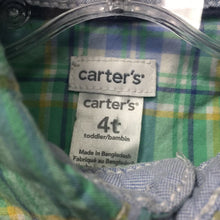 carter's
carter's
4t
toddler/bambin
Made in Bangladesh
Fabriqué au Bangladesh